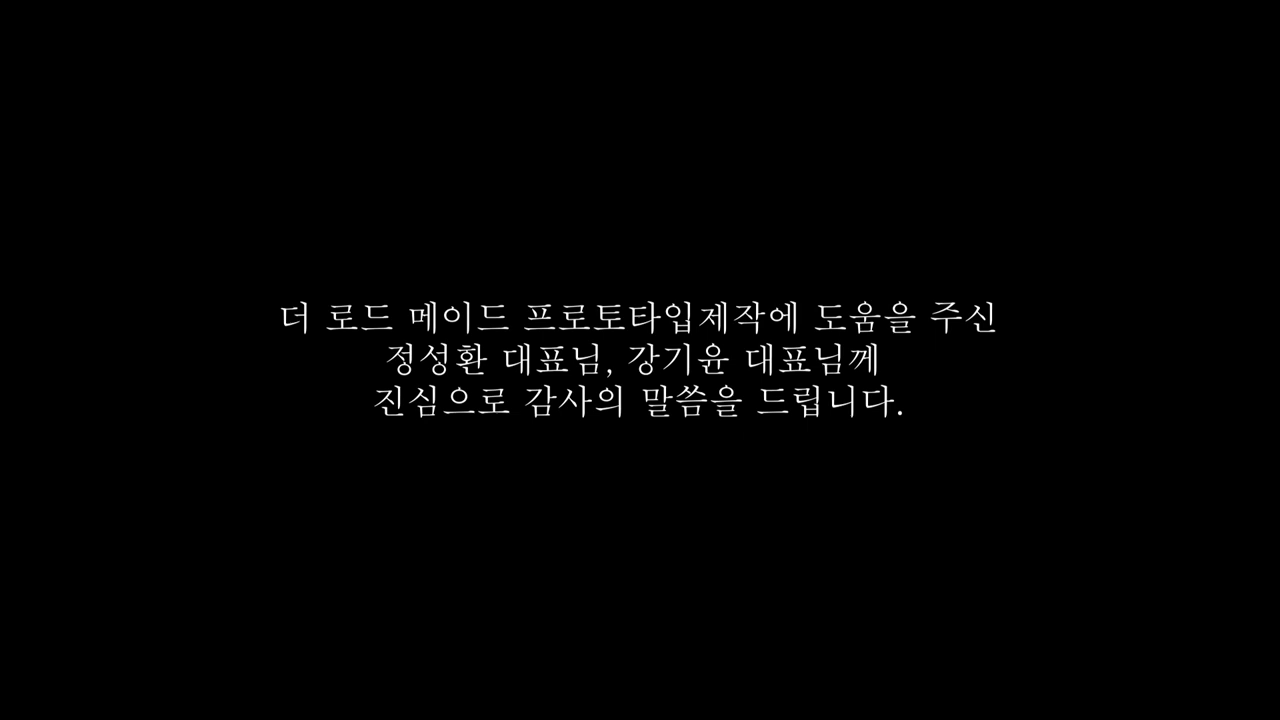 더 로드 메이드 프로토타입제작에 도움을 주신
정성환 대표님, 강기윤 대표님께
진심으로 감사의 말씀을 드립니다.